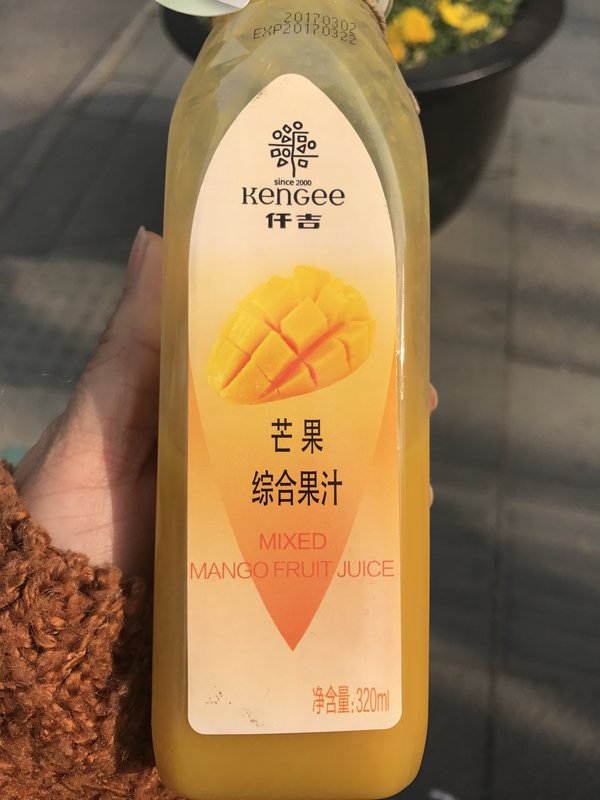 20170302
EXP20170322
since 2000
KenGee
仟吉
芒果
综合果汁
MIXED
MANGO FRUIT JUICE
净含量:320ml